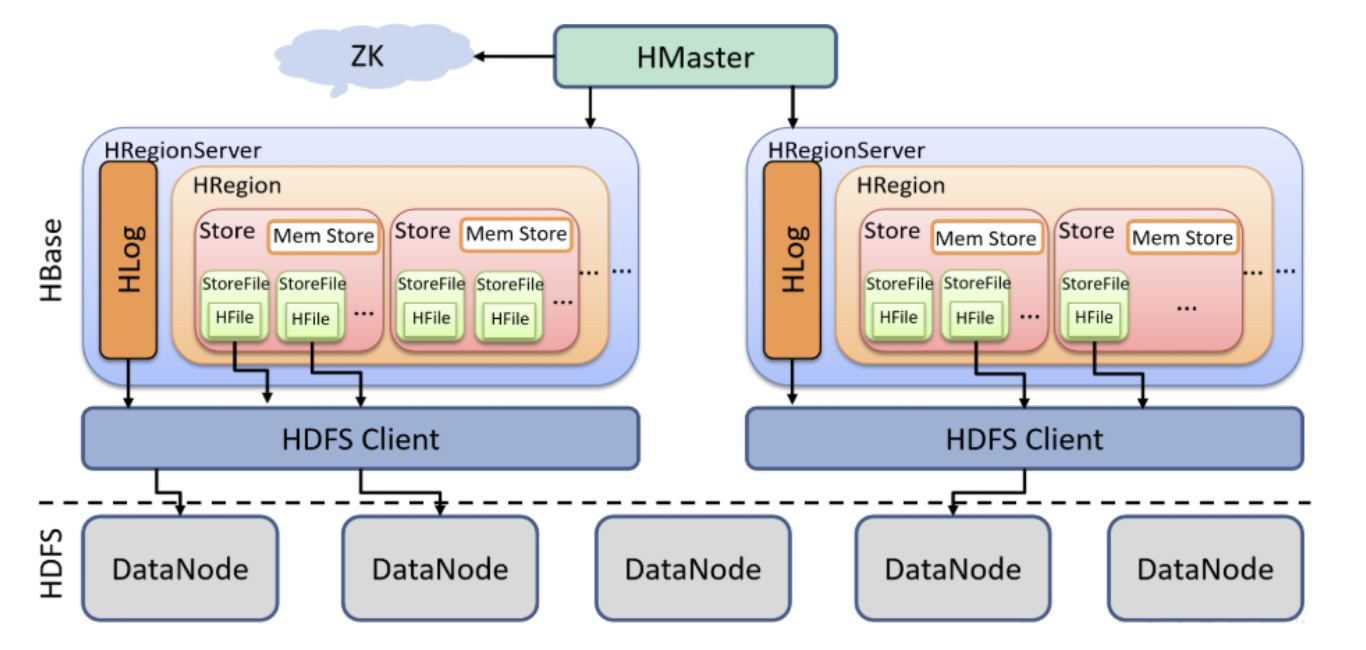 ZK
HMaster
HBase
HRegionServer
HLog
HRegion
Store
Mem Store
StoreFile
HFile
StoreFile
HFile
...
Store
Mem Store
StoreFile
HFile
StoreFile
HFile
...
... ...
HRegionServer
HLog
HRegion
Store
Mem Store
StoreFile
HFile
StoreFile
HFile
...
Store
Mem Store
StoreFile
HFile
...
... ...
HDFS Client
HDFS Client
HDFS
DataNode
DataNode
DataNode
DataNode
DataNode